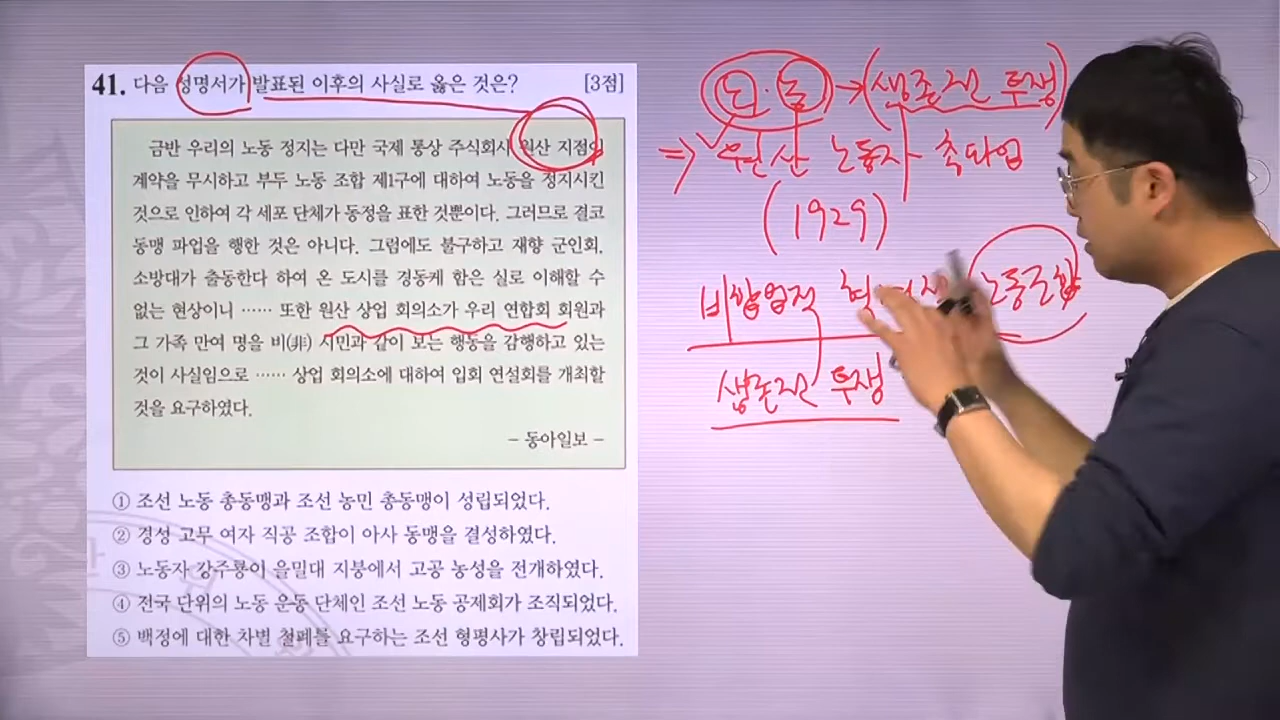 41. 다음 성명서가 발표된 이후의 사실로 옳은 것은? [3점]
금반 우리의 노동 정지는 다만 국제 통상 주식회사 원산 지점이
계약을 무시하고 부두 노동 조합 제1구에 대하여 노동을 정지시킨
것으로 인하여 각 세포 단체가 동정을 표한 것뿐이다. 그러므로 결코
동맹 파업을 행한 것은 아니다. 그럼에도 불구하고 재향 군인회,
소방대가 출동한다 하여 온 도시를 경동케 함은 실로 이해할 수
없는 현상이니 …… 또한 원산 상업 회의소가 우리 연합회 회원과
그 가족 만여 명을 비(非) 시민과 같이 보는 행동을 감행하고 있는
것이 사실임으로 …… 상업 회의소에 대하여 입회 연설회를 개최할
것을 요구하였다.
- 동아일보 -
① 조선 노동 총동맹과 조선 농민 총동맹이 성립되었다.
② 경성 고무 여자 직공 조합이 아사 동맹을 결성하였다.
③ 노동자 강주룡이 을밀대 지붕에서 고공 농성을 전개하였다.
④ 전국 단위의 노동 운동 단체인 조선 노동 공제회가 조직되었다.
⑤ 백정에 대한 차별 철폐를 요구하는 조선 형평사가 창립되었다.
→ (생존권 투쟁)
⇒ 원산 노동자 총파업
(1929)
비합법적 노동조합
생존권 투쟁